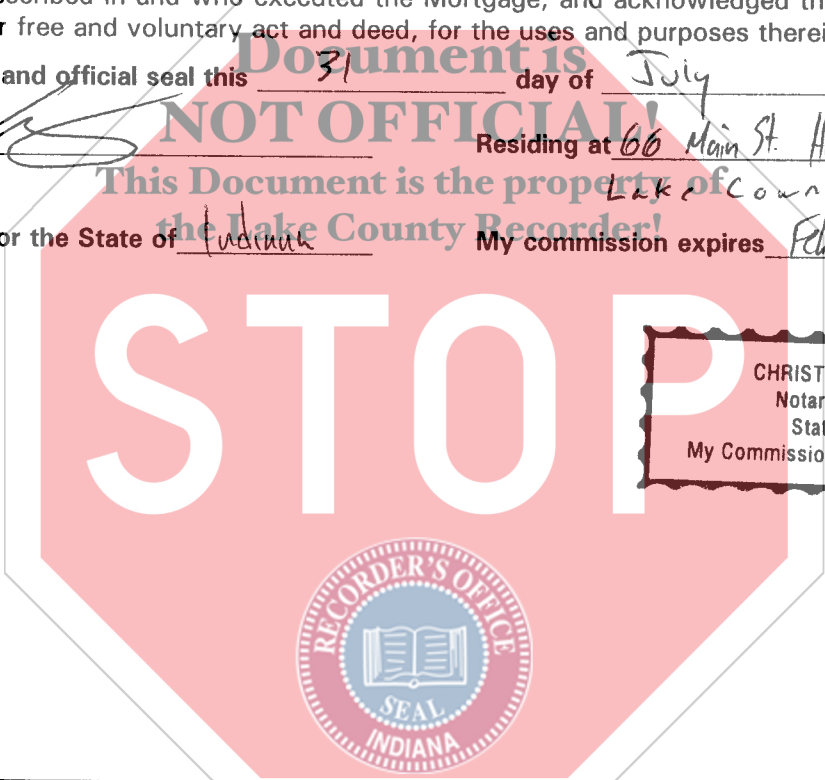 scribed in and who executed the Mortgage, and acknowledged th
r free and voluntary act and deed, for the uses and purposes therei
Document is
and official seal this 31 day of July
NOT OFFICIAL!
Residing at 66 Main St. H
This Document is the property of
Lake Coun
the Lake County Recorder!
or the State of Indiana My commission expires Feb
STOP
CHRIST
Notar
Stat
My Commissio
RECORDER'S OFFICE
SEAL
INDIANA